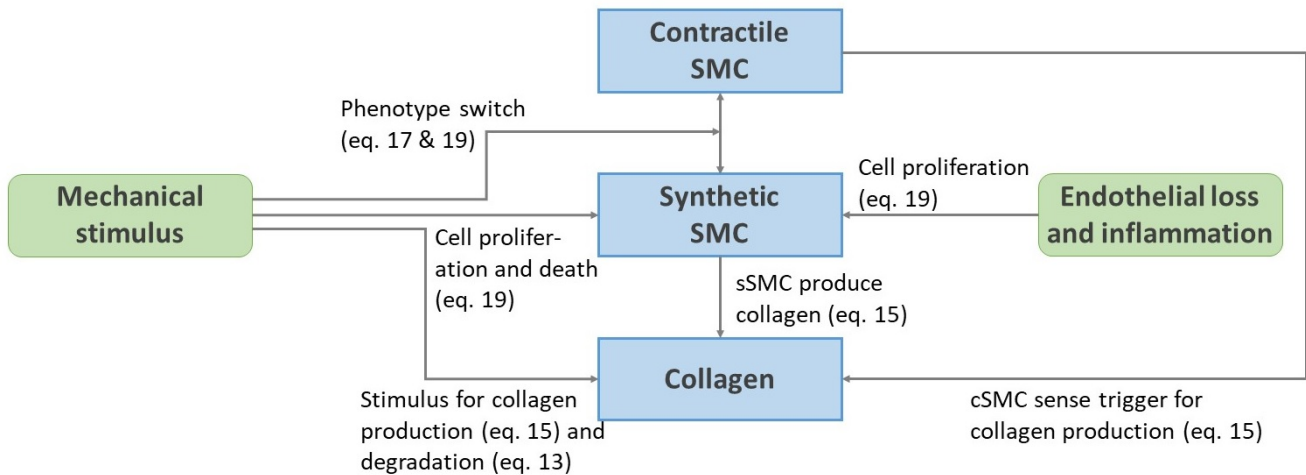 Contractile
SMC
Phenotype switch
(eq. 17 & 19)
Mechanical
stimulus
Synthetic
SMC
Cell proliferation
(eq. 19)
Endothelial loss
and inflammation
Cell prolifer-
ation and death
(eq. 19)
sSMC produce
collagen (eq. 15)
Collagen
Stimulus for collagen
production (eq. 15) and
degradation (eq. 13)
cSMC sense trigger for
collagen production (eq. 15)